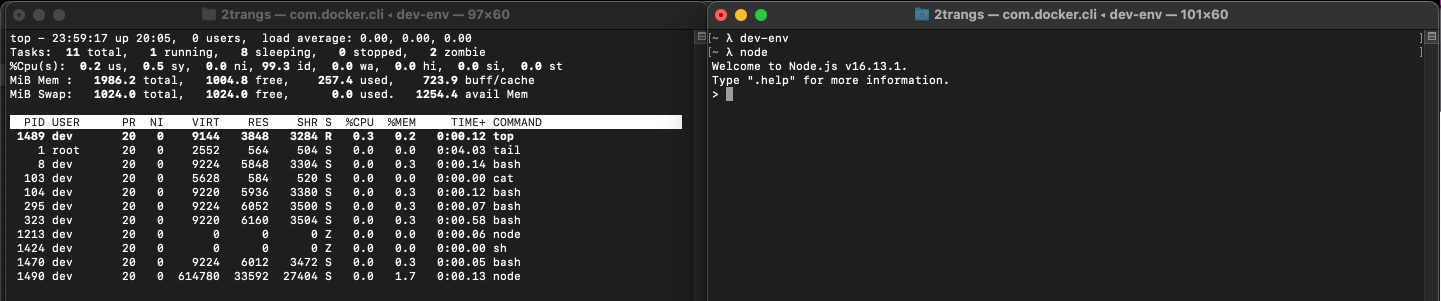 2trangs — com.docker.cli ◂ dev-env — 97×60
top - 23:59:17 up 20:05,  0 users,  load average: 0.00, 0.00, 0.00
Tasks:  11 total,   1 running,   8 sleeping,   0 stopped,   2 zombie
%Cpu(s):  0.2 us,  0.5 sy,  0.0 ni, 99.3 id,  0.0 wa,  0.0 hi,  0.0 si,  0.0 st
MiB Mem :   1986.2 total,   1004.8 free,    257.4 used,    723.9 buff/cache
MiB Swap:   1024.0 total,   1024.0 free,      0.0 used.   1254.4 avail Mem
PID USER      PR  NI    VIRT    RES    SHR S  %CPU  %MEM     TIME+ COMMAND
1489 dev       20   0    9144   3848   3284 R   0.3   0.2   0:00.12 top
1 root      20   0    2552    564    504 S   0.0   0.0   0:04.03 tail
8 dev       20   0    9224   5848   3304 S   0.0   0.3   0:00.14 bash
103 dev       20   0    5628    584    520 S   0.0   0.0   0:00.00 cat
104 dev       20   0    9220   5936   3380 S   0.0   0.3   0:00.12 bash
295 dev       20   0    9224   6052   3500 S   0.0   0.3   0:00.07 bash
323 dev       20   0    9220   6160   3504 S   0.0   0.3   0:00.58 bash
1213 dev       20   0       0      0      0 Z   0.0   0.0   0:00.06 node
1424 dev       20   0       0      0      0 Z   0.0   0.0   0:00.00 sh
1470 dev       20   0    9224   6012   3472 S   0.0   0.3   0:00.05 bash
1490 dev       20   0  614780  33592  27404 S   0.0   1.7   0:00.13 node
2trangs — com.docker.cli ◂ dev-env — 101×60
[~ λ dev-env ]
[~ λ node ]
Welcome to Node.js v16.13.1.
Type ".help" for more information.
>